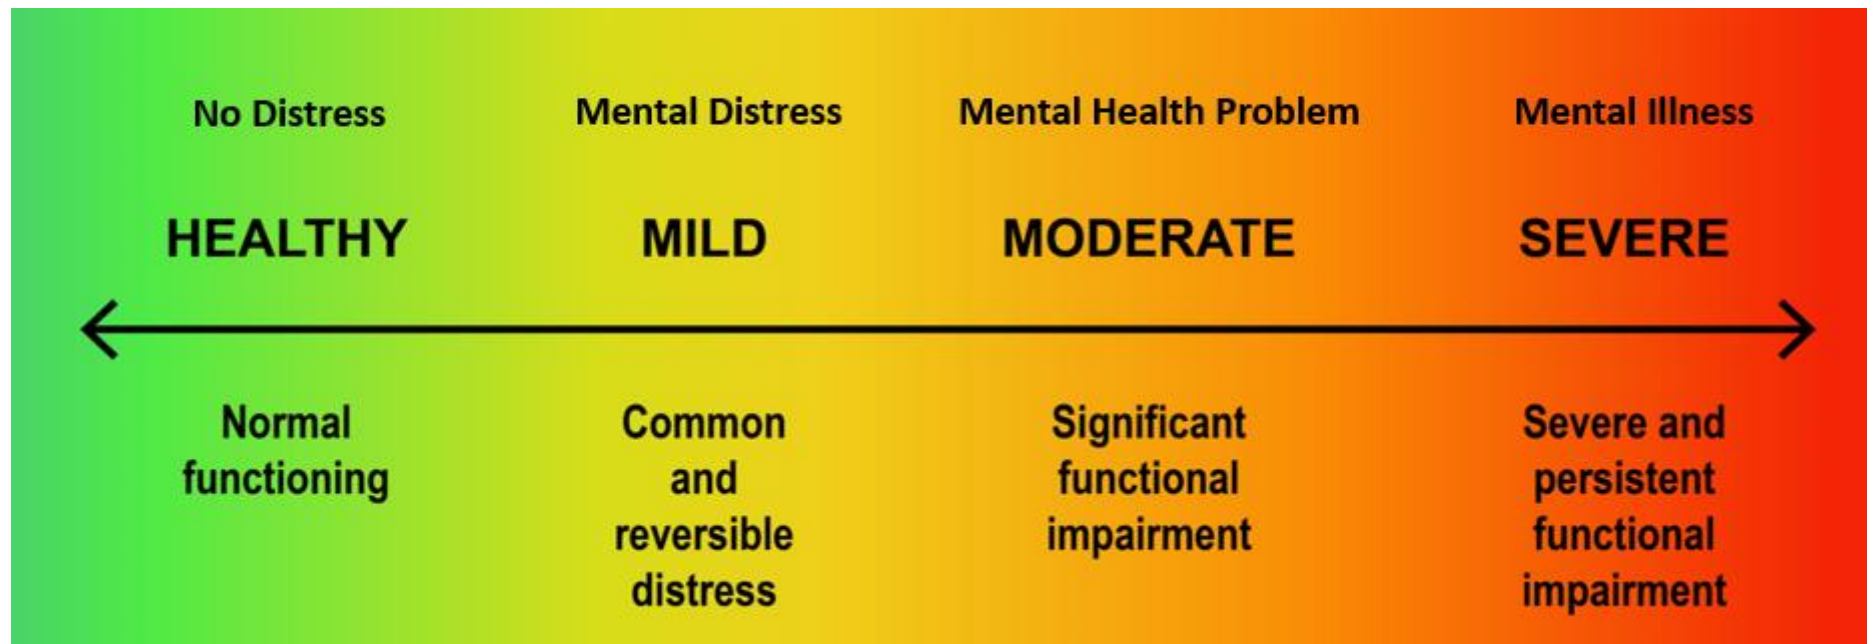 No Distress
Mental Distress
Mental Health Problem
Mental Illness
HEALTHY
MILD
MODERATE
SEVERE
Normal
functioning
Common
and
reversible
distress
Significant
functional
impairment
Severe and
persistent
functional
impairment